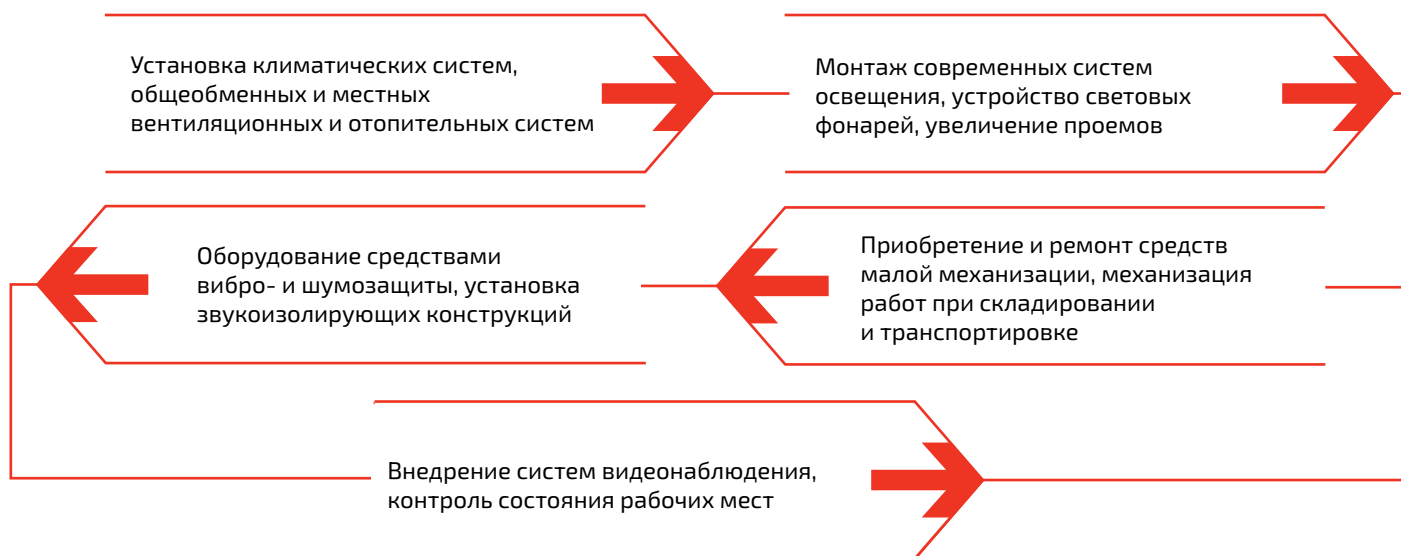 Установка климатических систем,
общеобменных и местных
вентиляционных и отопительных систем
Монтаж современных систем
освещения, устройство световых
фонарей, увеличение проемов
Приобретение и ремонт средств
малой механизации, механизация
работ при складировании
и транспортировке
Оборудование средствами
вибро- и шумозащиты, установка
звукоизолирующих конструкций
Внедрение систем видеонаблюдения,
контроль состояния рабочих мест